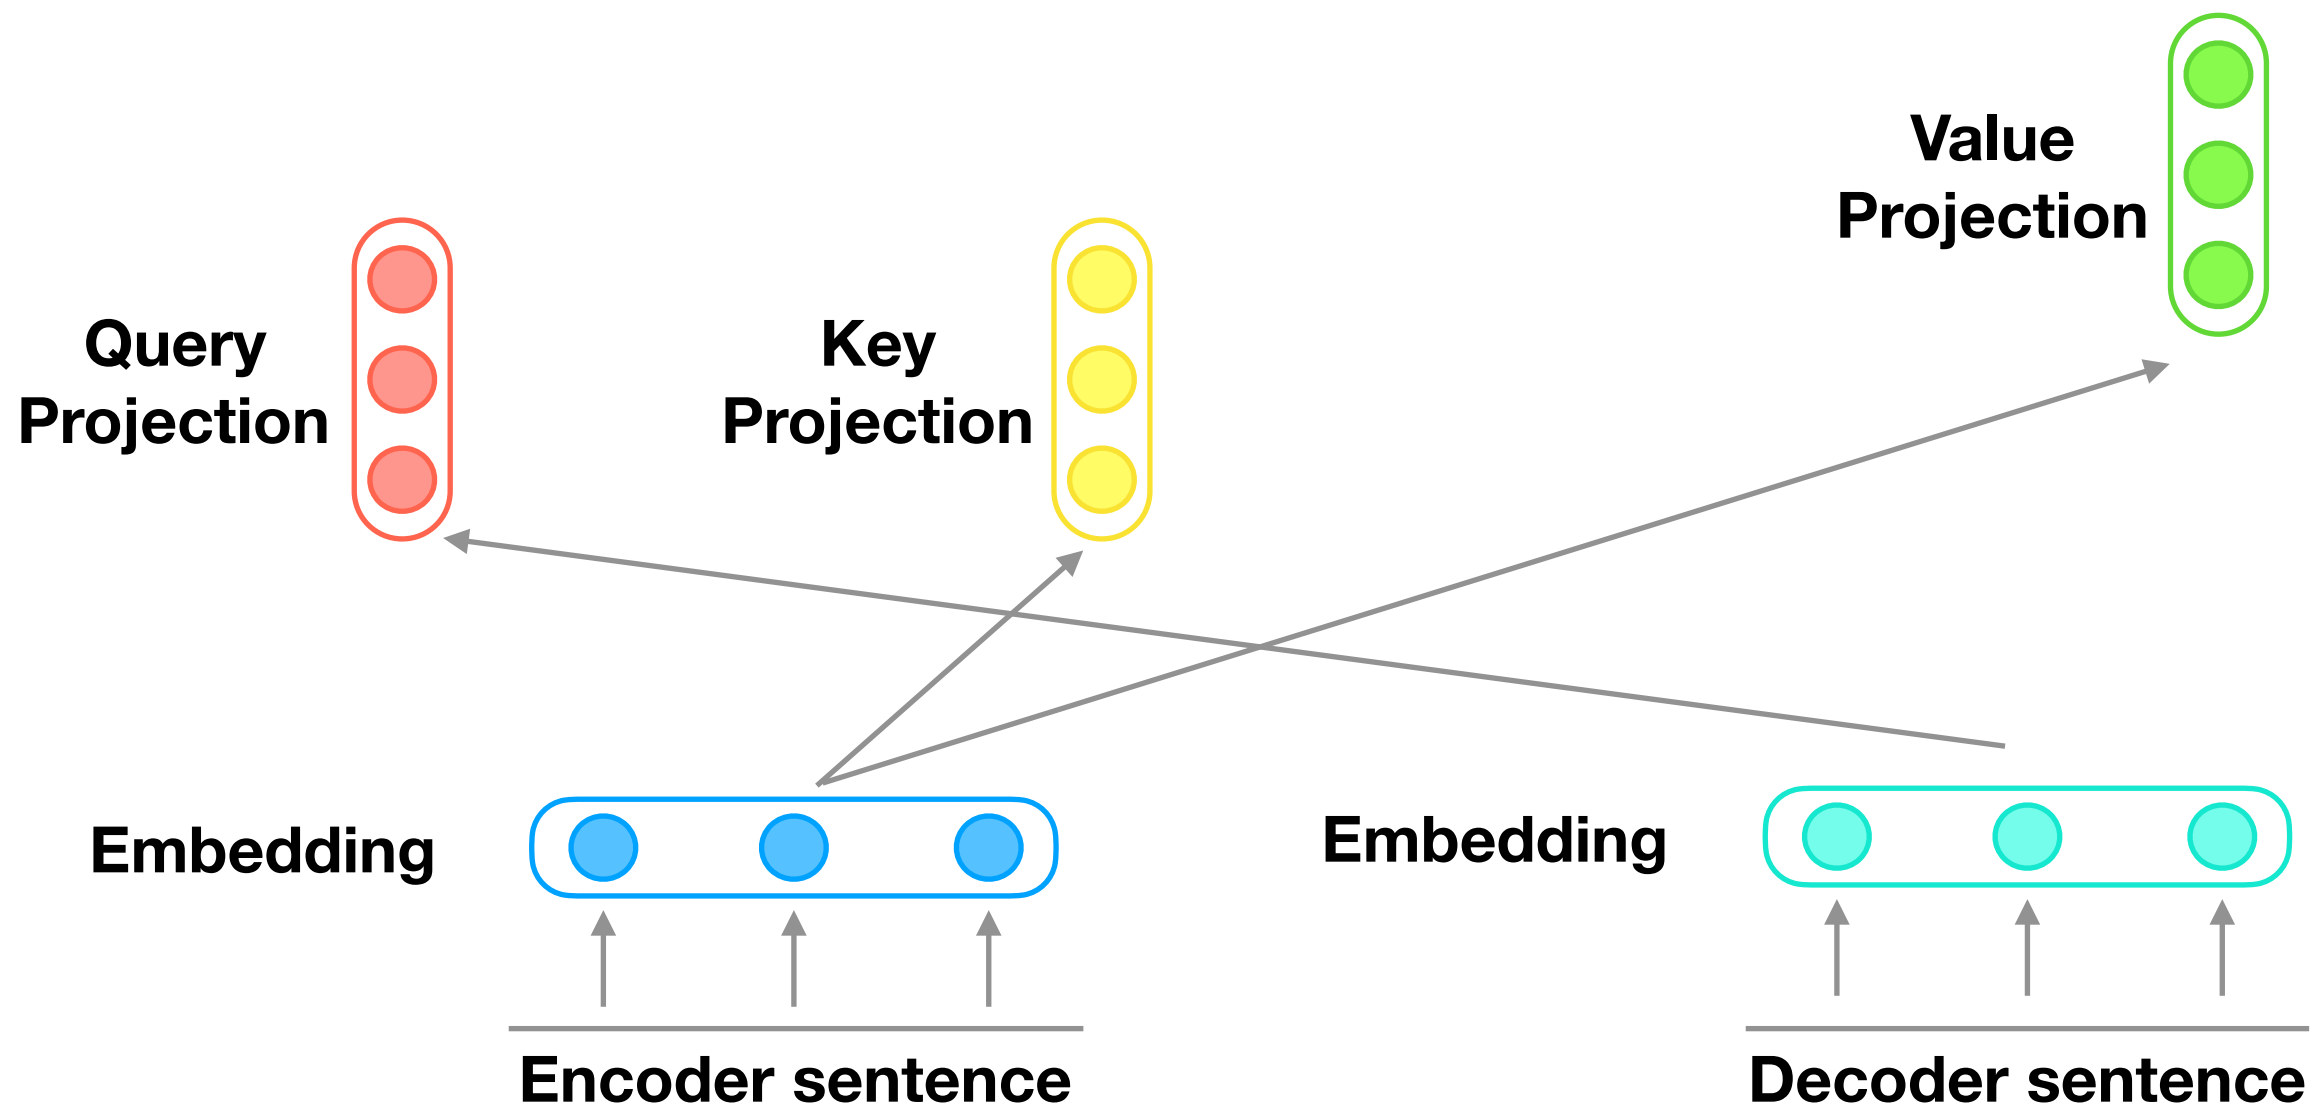 Value
Projection
Query
Projection
Key
Projection
Embedding
Embedding
Encoder sentence
Decoder sentence